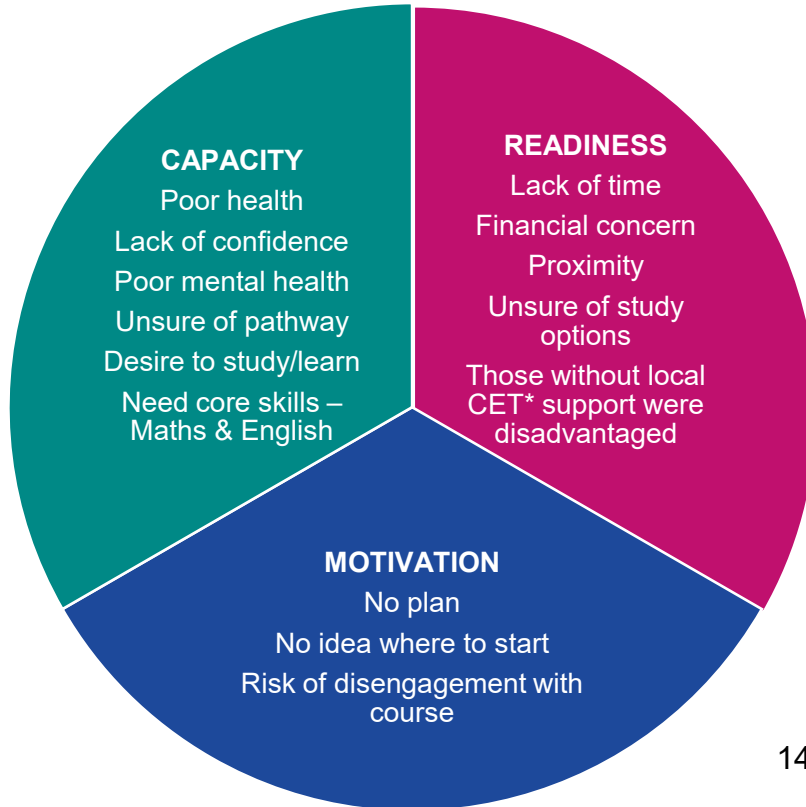 CAPACITY
Poor health
Lack of confidence
Poor mental health
Unsure of pathway
Desire to study/learn
Need core skills –
Maths & English
READINESS
Lack of time
Financial concern
Proximity
Unsure of study
options
Those without local
CET* support were
disadvantaged
MOTIVATION
No plan
No idea where to start
Risk of disengagement with
course
14